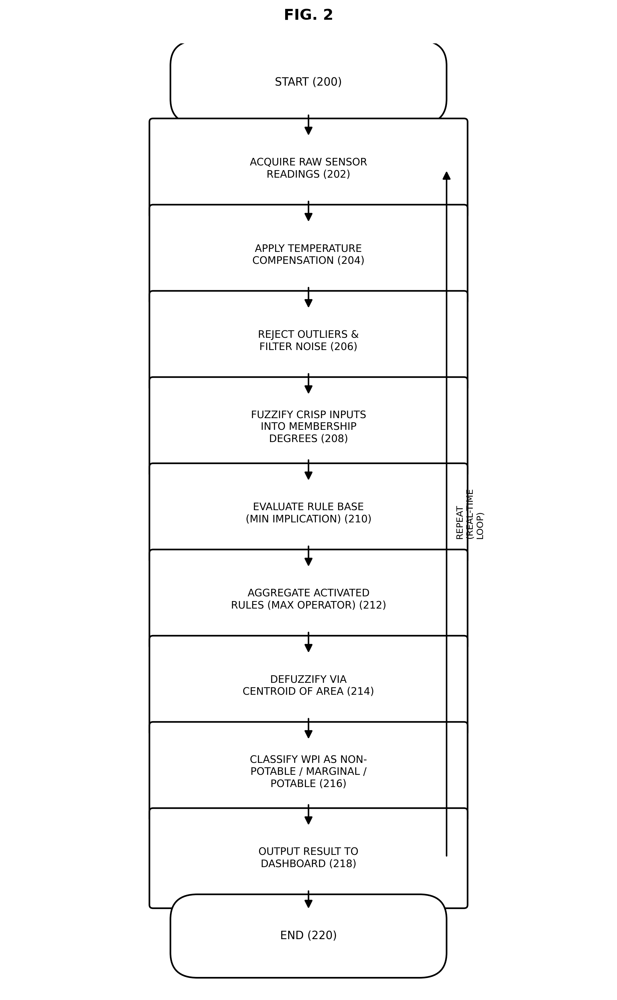 FIG. 2
START (200)
ACQUIRE RAW SENSOR
READINGS (202)
APPLY TEMPERATURE
COMPENSATION (204)
REJECT OUTLIERS &
FILTER NOISE (206)
FUZZIFY CRISP INPUTS
INTO MEMBERSHIP
DEGREES (208)
EVALUATE RULE BASE
(MIN IMPLICATION) (210)
REPEAT
(REAL-TIME
LOOP)
AGGREGATE ACTIVATED
RULES (MAX OPERATOR) (212)
DEFUZZIFY VIA
CENTROID OF AREA (214)
CLASSIFY WPI AS NON-
POTABLE / MARGINAL /
POTABLE (216)
OUTPUT RESULT TO
DASHBOARD (218)
END (220)